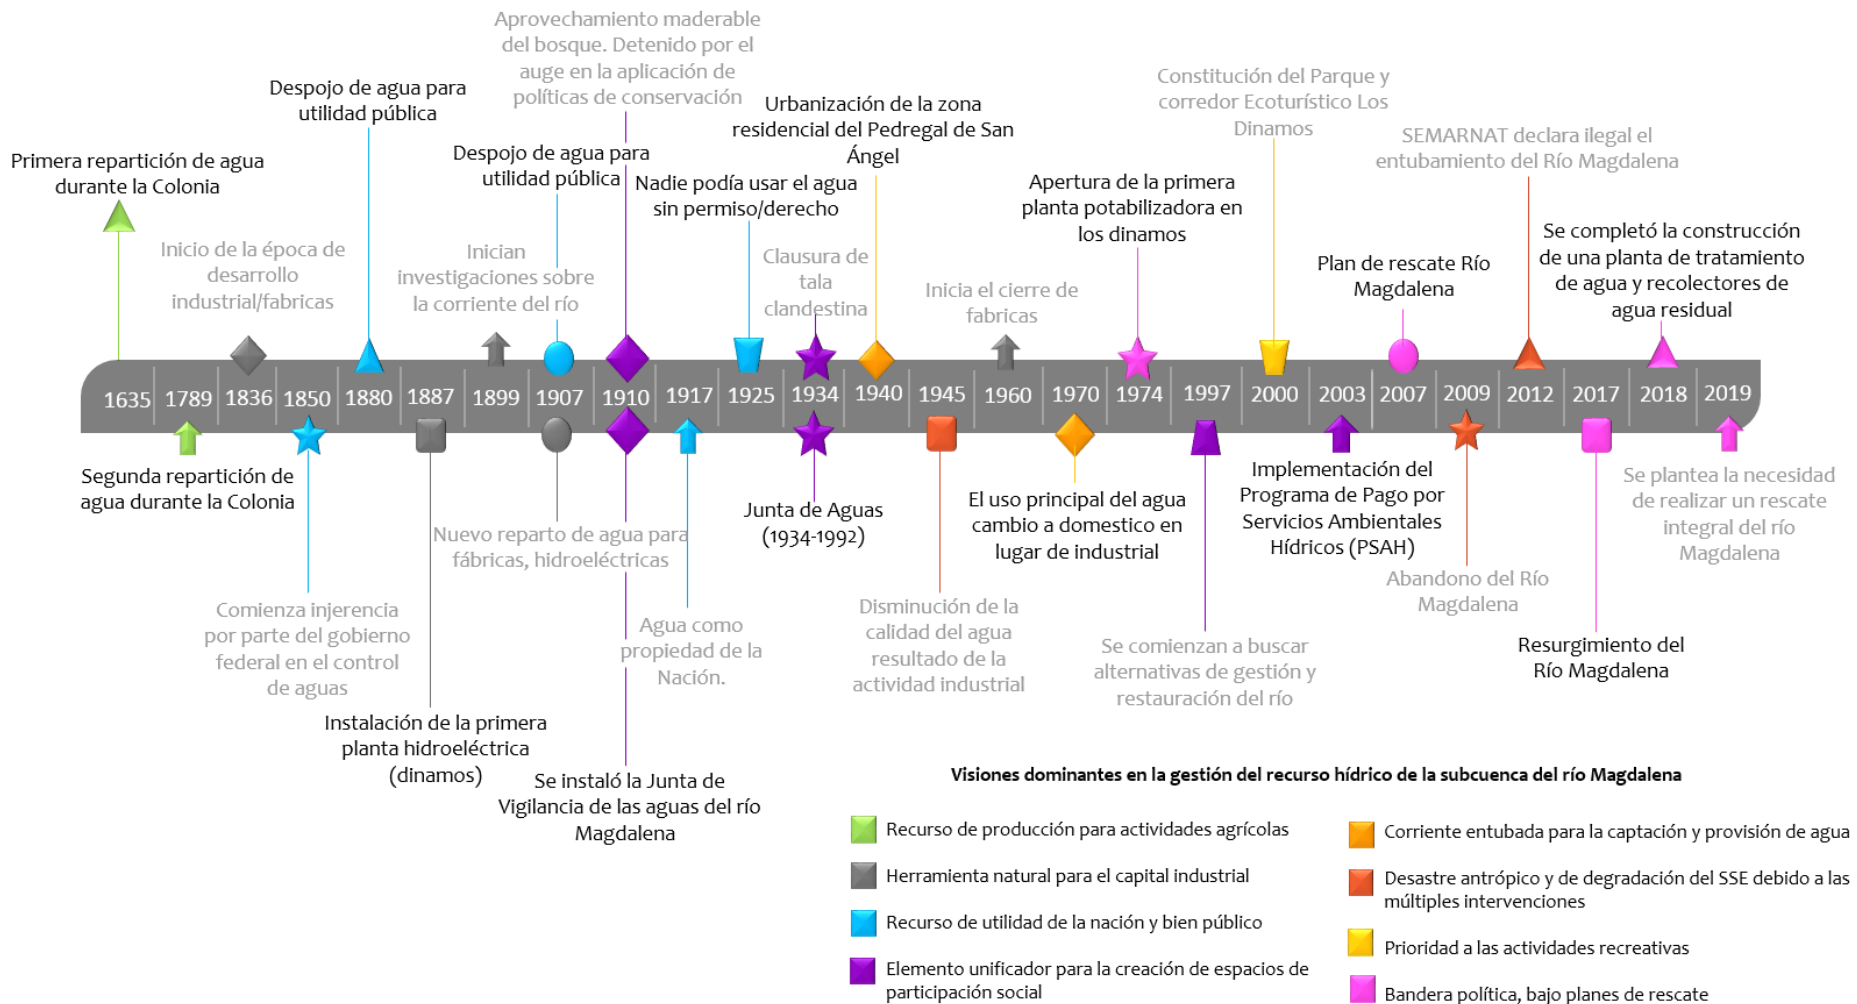 Aprovechamiento maderable
del bosque. Detenido por el
auge en la aplicación de
políticas de conservación
Despojo de agua para
utilidad pública
Urbanización de la zona
residencial del Pedregal de San
Ángel
Constitución del Parque y
corredor Ecoturístico Los
Dinamos
SEMARNAT declara ilegal el
entubamiento del Río Magdalena
Primera repartición de agua
durante la Colonia
Despojo de agua para
utilidad pública
Nadie podía usar el agua
sin permiso/derecho
Apertura de la primera
planta potabilizadora en
los dinamos
Se completó la construcción
de una planta de tratamiento
de agua y recolectores de
agua residual
Inicio de la época de
desarrollo
industrial/fabricas
Inician
investigaciones sobre
la corriente del río
Clausura de
tala
clandestina
Inicia el cierre de
fabricas
Plan de rescate Río
Magdalena
1635 1789 1836 1850 1880 1887 1899 1907 1910 1917 1925 1934 1940 1945 1960 1970 1974 1997 2000 2003 2007 2009 2012 2017 2018 2019
Segunda repartición de
agua durante la Colonia
Nuevo reparto de agua para
fábricas, hidroeléctricas
Junta de Aguas
(1934-1992)
El uso principal del agua
cambio a domestico en
lugar de industrial
Implementación del
Programa de Pago por
Servicios Ambientales
Hídricos (PSAH)
Se plantea la necesidad
de realizar un rescate
integral del río
Magdalena
Comienza injerencia
por parte del gobierno
federal en el control
de aguas
Agua como
propiedad de la
Nación.
Disminución de la
calidad del agua
resultado de la
actividad industrial
Se comienzan a buscar
alternativas de gestión y
restauración del río
Abandono del Río
Magdalena
Resurgimiento del
Río Magdalena
Instalación de la primera
planta hidroeléctrica
(dinamos)
Se instaló la Junta de
Vigilancia de las aguas del río
Magdalena
Visiones dominantes en la gestión del recurso hídrico de la subcuenca del río Magdalena
Recurso de producción para actividades agrícolas
Herramienta natural para el capital industrial
Recurso de utilidad de la nación y bien público
Elemento unificador para la creación de espacios de
participación social
Corriente entubada para la captación y provisión de agua
Desastre antrópico y de degradación del SSE debido a las
múltiples intervenciones
Prioridad a las actividades recreativas
Bandera política, bajo planes de rescate